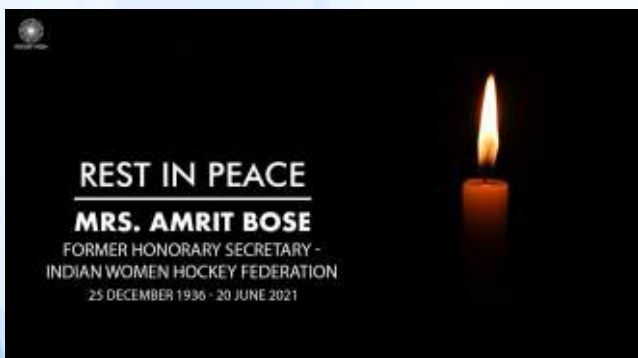 REST IN PEACE
MRS. AMRIT BOSE
FORMER HONORARY SECRETARY -
INDIAN WOMEN HOCKEY FEDERATION
25 DECEMBER 1936 - 20 JUNE 2021